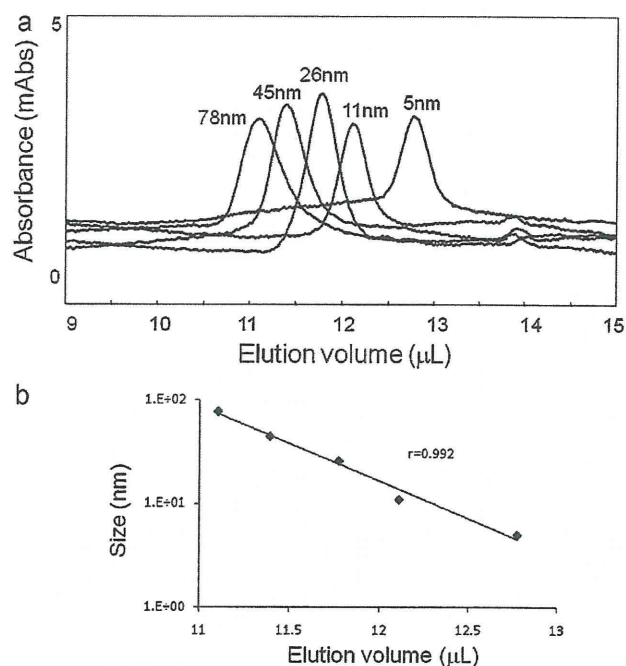 a
5
26nm
45nm
5nm
78nm
11nm
Absorbance (mAbs)
0
9 10 11 12 13 14 15
Elution volume (μL)
b
1.E+02
r=0.992
1.E+01
Size (nm)
1.E+00
11 11.5 12 12.5 13
Elution volume (μL)